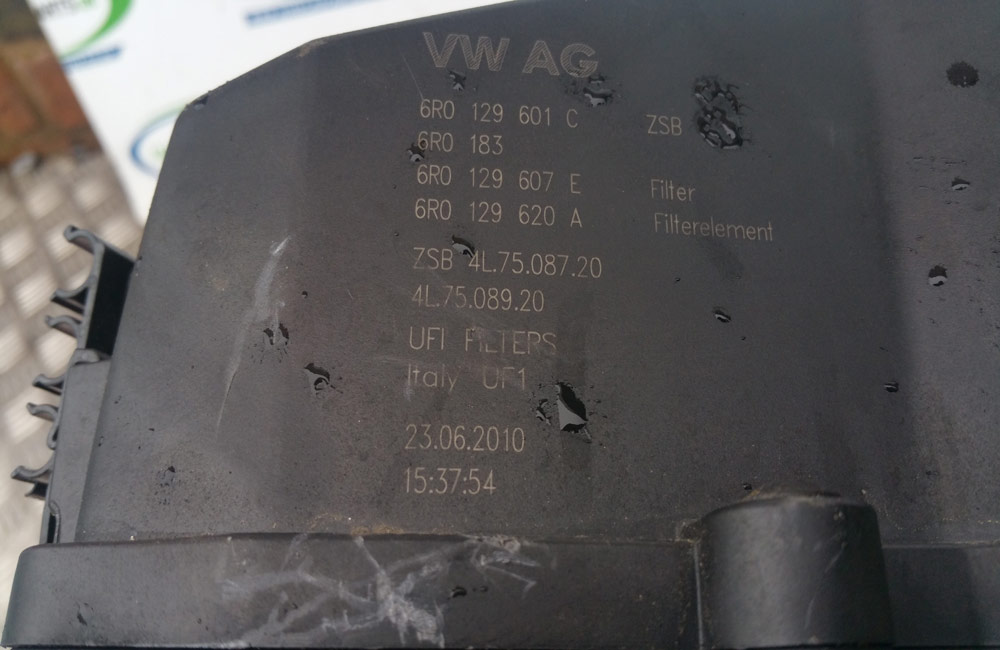 VW AG
6R0 129 601 C ZSB
6R0 183
6R0 129 607 E Filter
6R0 129 620 A Filterelement
ZSB 4L.75.087.20
4L.75.089.20
UFI FILTERS
Italy UF1
23.06.2010
15:37:54